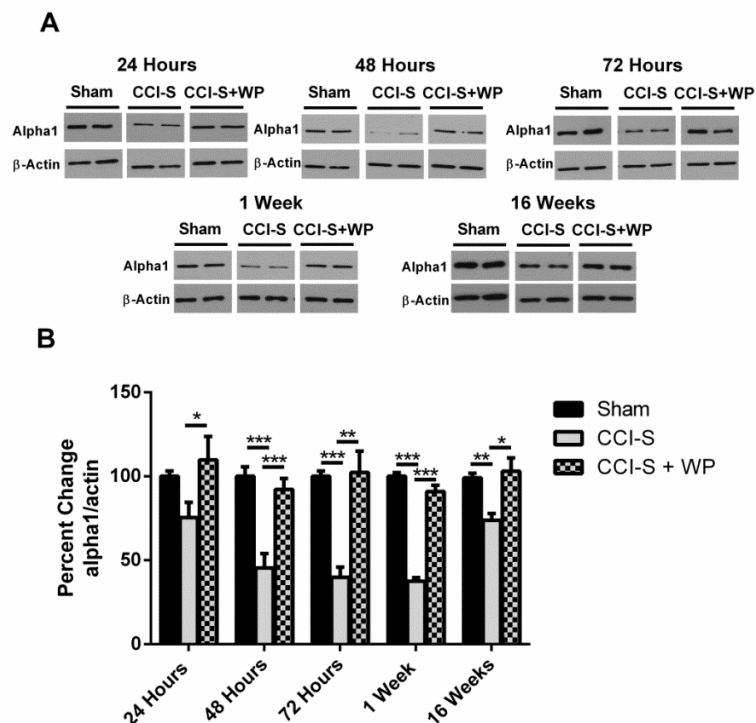 A
24 Hours
Sham CCI-S CCI-S+WP
Alpha1
β-Actin
48 Hours
Sham CCI-S CCI-S+WP
Alpha1
β-Actin
72 Hours
Sham CCI-S CCI-S+WP
Alpha1
β-Actin
1 Week
Sham CCI-S CCI-S+WP
Alpha1
β-Actin
16 Weeks
Sham CCI-S CCI-S+WP
Alpha1
β-Actin
B
Percent Change
alpha1/actin
150
100
50
0
*
***
***
***
**
***
***
**
*
24 Hours
48 Hours
72 Hours
1 Week
16 Weeks
Sham
CCI-S
CCI-S + WP